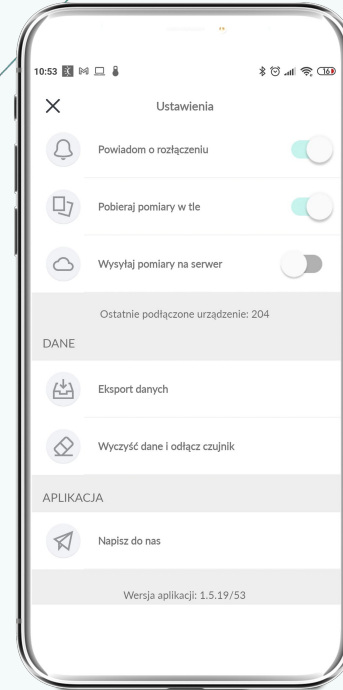 10:53
16
Ustawienia
Powiadom o rozłączeniu
Pobieraj pomiary w tle
Wysyłaj pomiary na serwer
Ostatnie podłączone urządzenie: 204
DANE
Eksport danych
Wyczyść dane i odłącz czujnik
APLIKACJA
Napisz do nas
Wersja aplikacji: 1.5.19/53